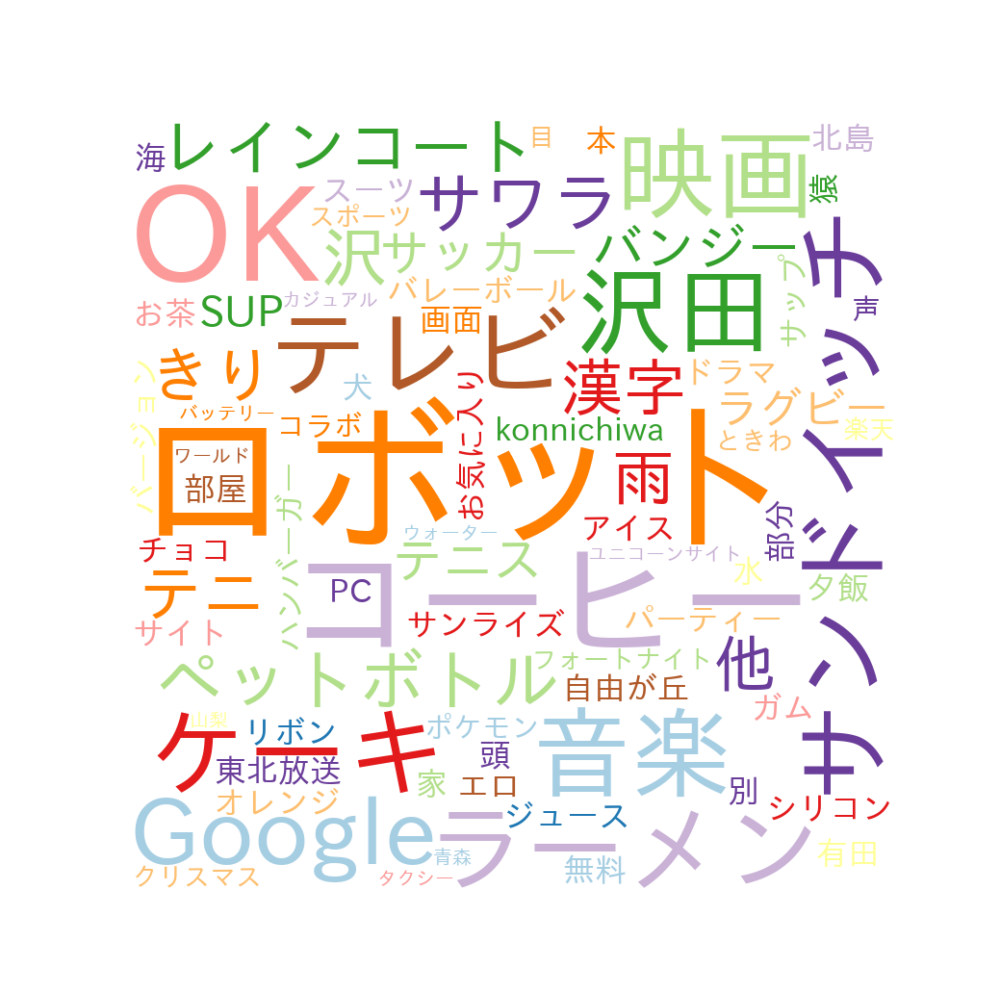 レインコート
目
本
映画
北島
海
OK
スーツ
サワラ
猿
スポーツ
沢
サッカー
バンジー
サンドイッチ
お茶
SUP
カジュアル
バレーボール
画面
沢田
サップ
声
きり
テレビ
犬
漢字
ドラマ
バージョン
バッテリー
コラボ
お気に入り
konnichiwa
ラグビー
ときわ
楽天
ロボット
ワールド
部屋
雨
ハンバーガー
アイス
部分
チョコ
ウォーター
テニス
ユニコーンサイト
水
夕飯
テニ
PC
コーヒー
サイト
サンライズ
パーティー
他
ペットボトル
フォートナイト
自由が丘
ガム
山梨
リボン
ポケモン
音楽
ケーキ
東北放送
頭
家
エロ
別
オレンジ
ジュース
シリコン
Google
ラーメン
青森
無料
有田
クリスマス
タクシー